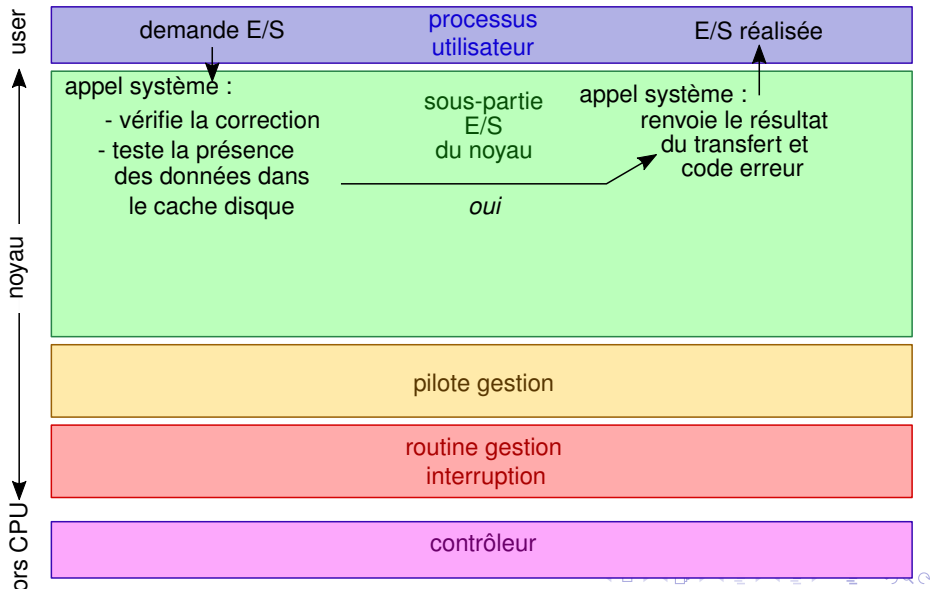 user
demande E/S
processus
utilisateur
E/S réalisée
appel système :
- vérifie la correction
- teste la présence
des données dans
le cache disque
sous-partie
E/S
du noyau
oui
appel système :
renvoie le résultat
du transfert et
code erreur
noyau
pilote gestion
routine gestion
interruption
ors CPU
contrôleur